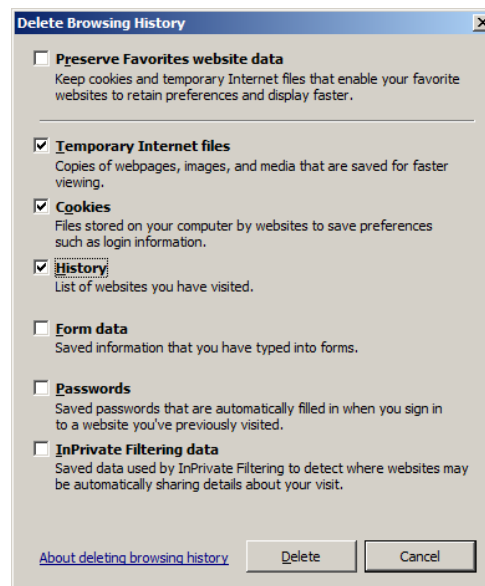 Delete Browsing History
Preserve Favorites website data
Keep cookies and temporary Internet files that enable your favorite
websites to retain preferences and display faster.
Temporary Internet files
Copies of webpages, images, and media that are saved for faster
viewing.
Cookies
Files stored on your computer by websites to save preferences
such as login information.
History
List of websites you have visited.
Form data
Saved information that you have typed into forms.
Passwords
Saved passwords that are automatically filled in when you sign in
to a website you've previously visited.
InPrivate Filtering data
Saved data used by InPrivate Filtering to detect where websites may
be automatically sharing details about your visit.
About deleting browsing history Delete Cancel